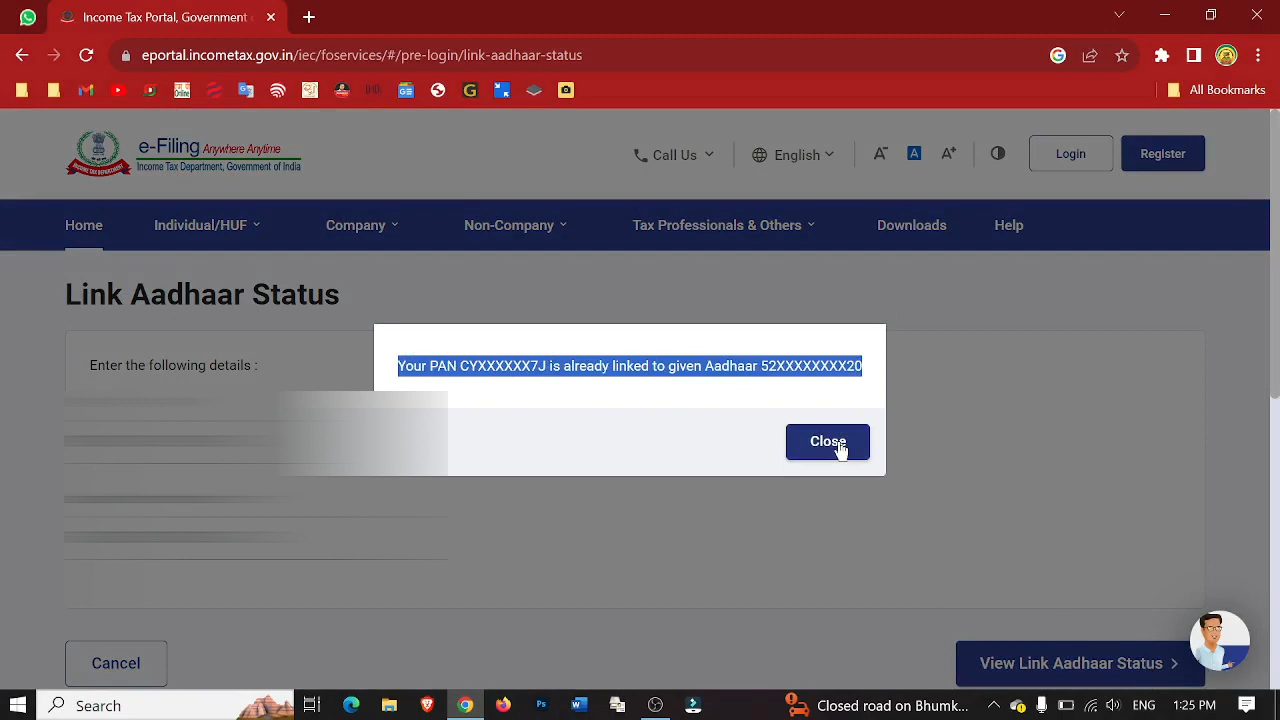 Income Tax Portal, Government
eportal.incometax.gov.in/iec/foservices/#/pre-login/link-aadhaar-status
All Bookmarks
e-Filing Anywhere Anytime
Income Tax Department, Government of India
INCOME TAX DEPARTMENT
Call Us
English
A-
A
A+
Login
Register
Home
Individual/HUF
Company
Non-Company
Tax Professionals & Others
Downloads
Help
Link Aadhaar Status
Enter the following details :
Your PAN CYXXXXXX7J is already linked to given Aadhaar 52XXXXXXXX20
Close
Cancel
View Link Aadhaar Status
Search
Closed road on Bhumk...
ENG
1:25 PM